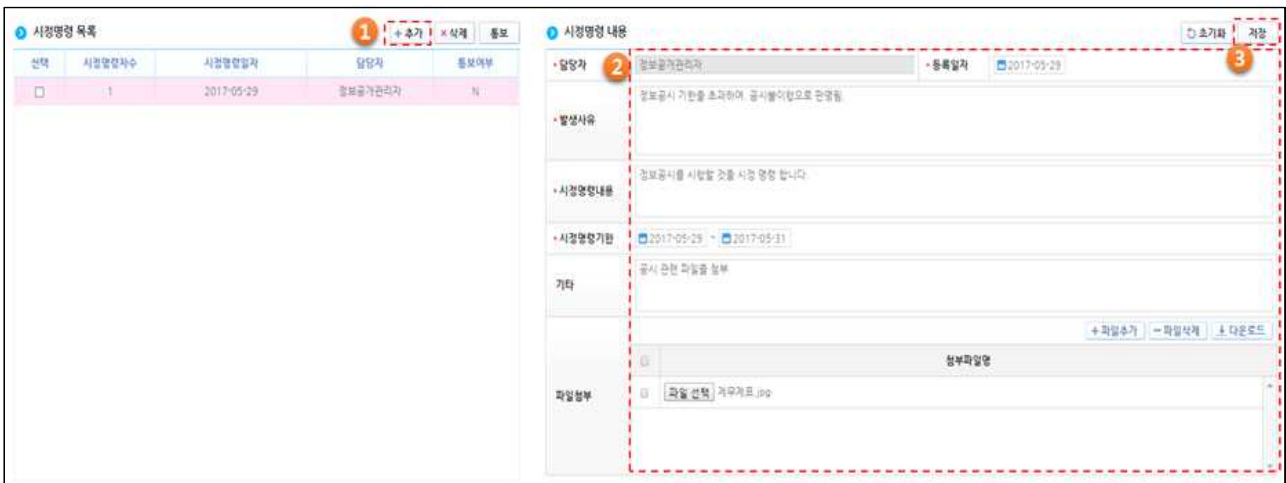 시정명령 목록
1
+ 추가
× 삭제
통보
선택 시정명령차수 시정명령일자 담당자 통보여부
1 2017-05-29 정보공개관리자 N
시정명령 내용
초기화
저장
3
2
• 담당자 정보공개관리자 • 등록일자 2017-05-29
• 발생사유 정보공시 기한을 초과하여, 공시불이행으로 판명됨.
• 시정명령내용 정보공시를 시행할 것을 시정 명령 합니다.
• 시정명령기한 2017-05-29 ~ 2017-05-31
기타 공시 관련 파일을 첨부
+ 파일추가 − 파일삭제 다운로드
첨부파일명
파일첨부 파일 선택 재무제표.jpg